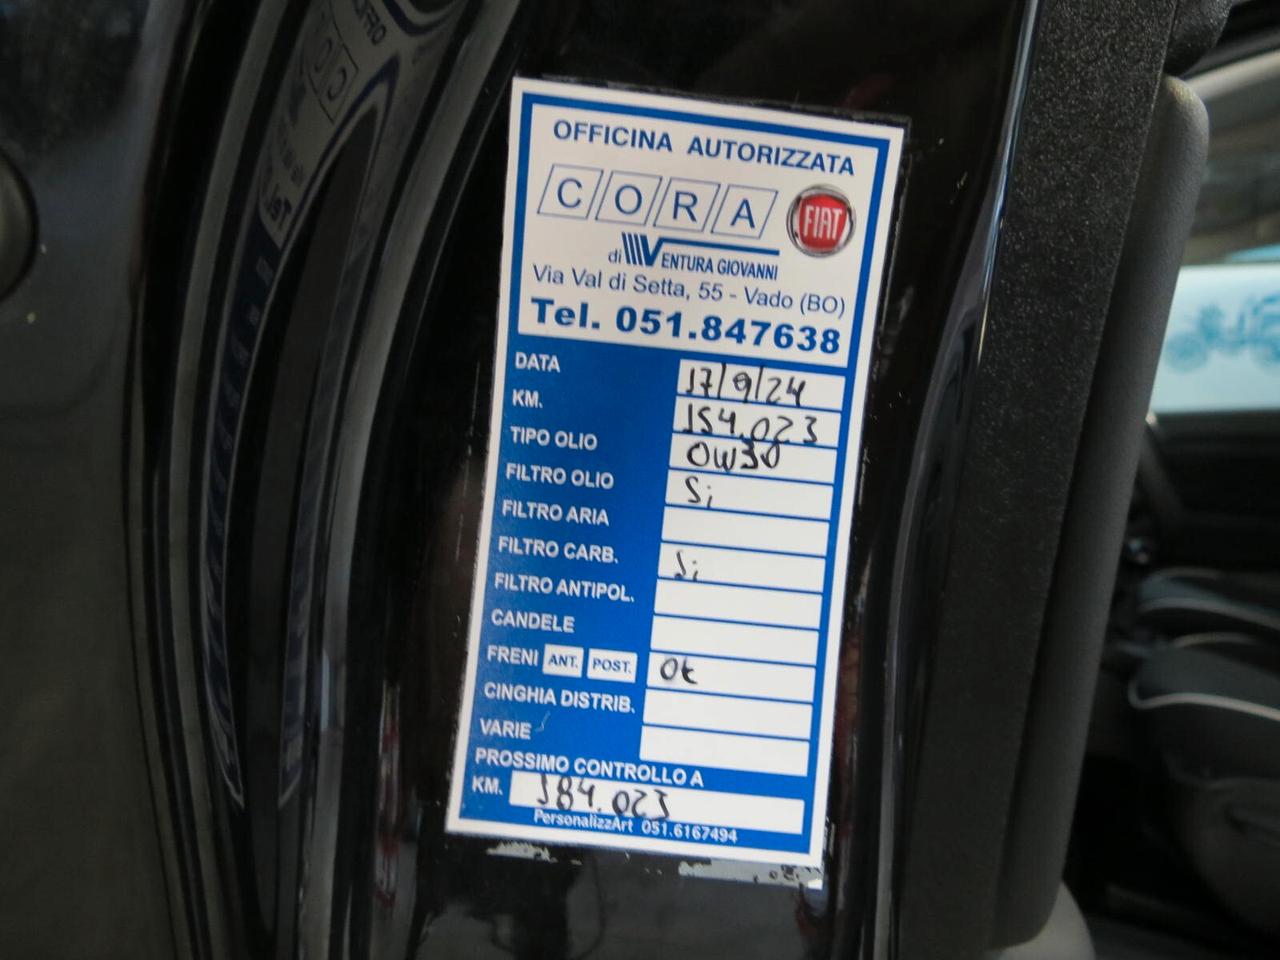 OFFICINA AUTORIZZATA
CORA FIAT
di VENTURA GIOVANNI
Via Val di Setta, 55 - Vado (BO)
Tel. 051.847638
DATA 17/9/24
KM. 154.023
TIPO OLIO 0W30
FILTRO OLIO Si
FILTRO ARIA
FILTRO CARB. Si
FILTRO ANTIPOL.
CANDELE
FRENI ANT. POST. Ok
CINGHIA DISTRIB.
VARIE
PROSSIMO CONTROLLO A
KM. 184.023
PersonalizzArt 051.6167494